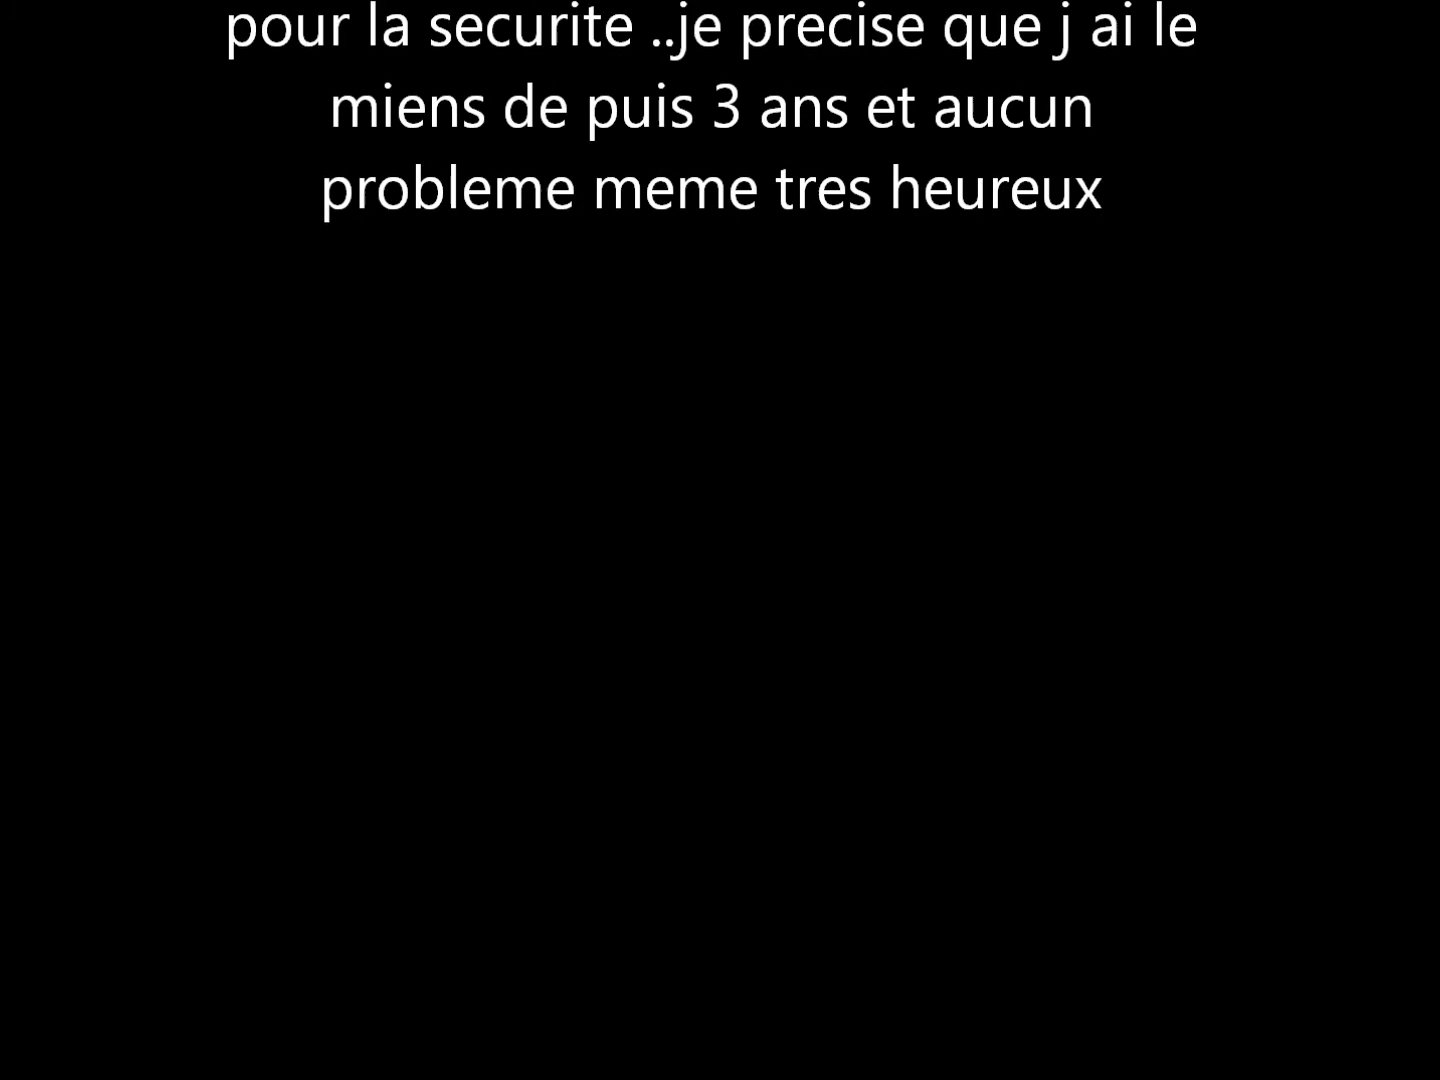 pour la securite ..je precise que j ai le
miens de puis 3 ans et aucun
probleme meme tres heureux